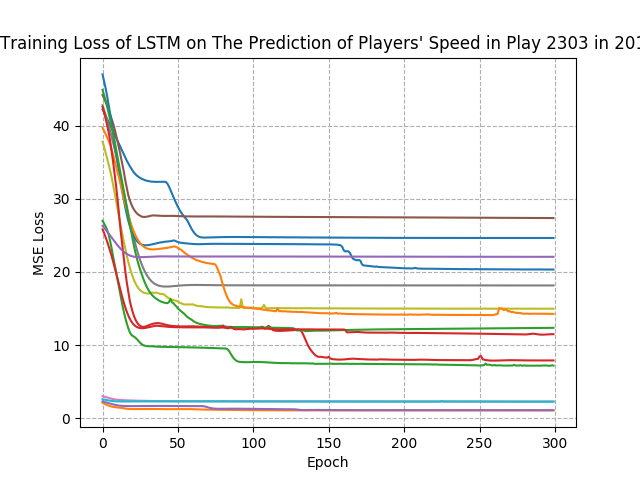 Training Loss of LSTM on The Prediction of Players' Speed in Play 2303 in 201
MSE Loss
40
30
20
10
0
0 50 100 150 200 250 300
Epoch